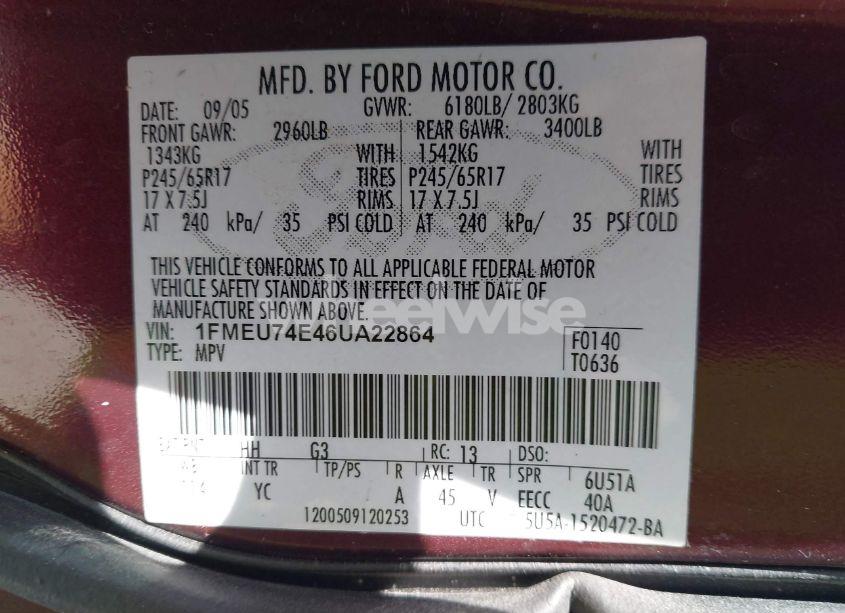 MFD. BY FORD MOTOR CO.
DATE: 09/05 GVWR: 6180LB/ 2803KG
FRONT GAWR: 2960LB REAR GAWR: 3400LB
1343KG WITH 1542KG WITH
P245/65R17 TIRES P245/65R17 TIRES
17 X 7.5J RIMS 17 X 7.5J RIMS
AT 240 kPa/ 35 PSI COLD AT 240 kPa/ 35 PSI COLD
Ford
THIS VEHICLE CONFORMS TO ALL APPLICABLE FEDERAL MOTOR
VEHICLE SAFETY STANDARDS IN EFFECT ON THE DATE OF
MANUFACTURE SHOWN ABOVE.
VIN: 1FMEU74E46UA22864 F0140
TYPE: MPV T0636
EXT PNT HH G3 RC: 13 DSO:
WB INT TR TP/PS R AXLE TR SPR 6U51A
YC A 45 V EECC 40A
1200509120253 UTC 5U5A-1520472-BA